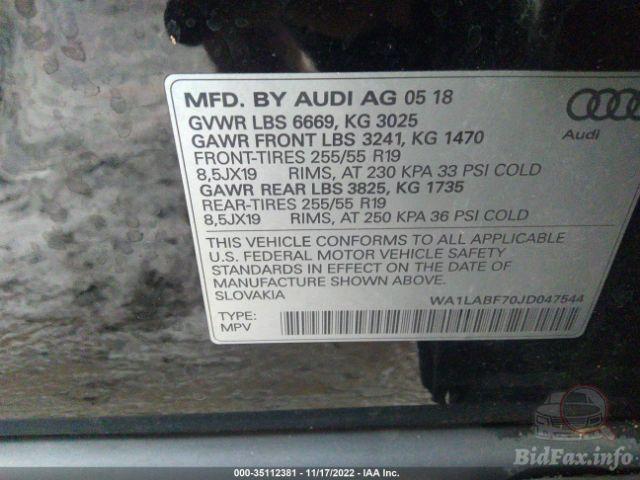 MFD. BY AUDI AG 05 18
GVWR LBS 6669, KG 3025
GAWR FRONT LBS 3241, KG 1470
FRONT-TIRES 255/55 R19
8,5JX19 RIMS, AT 230 KPA 33 PSI COLD
GAWR REAR LBS 3825, KG 1735
REAR-TIRES 255/55 R19
8,5JX19 RIMS, AT 250 KPA 36 PSI COLD
Audi
THIS VEHICLE CONFORMS TO ALL APPLICABLE
U.S. FEDERAL MOTOR VEHICLE SAFETY
STANDARDS IN EFFECT ON THE DATE OF
MANUFACTURE SHOWN ABOVE.
SLOVAKIA
WA1LABF70JD047544
TYPE:
MPV
BidFax.info
000-35112381 - 11/17/2022 - IAA Inc.